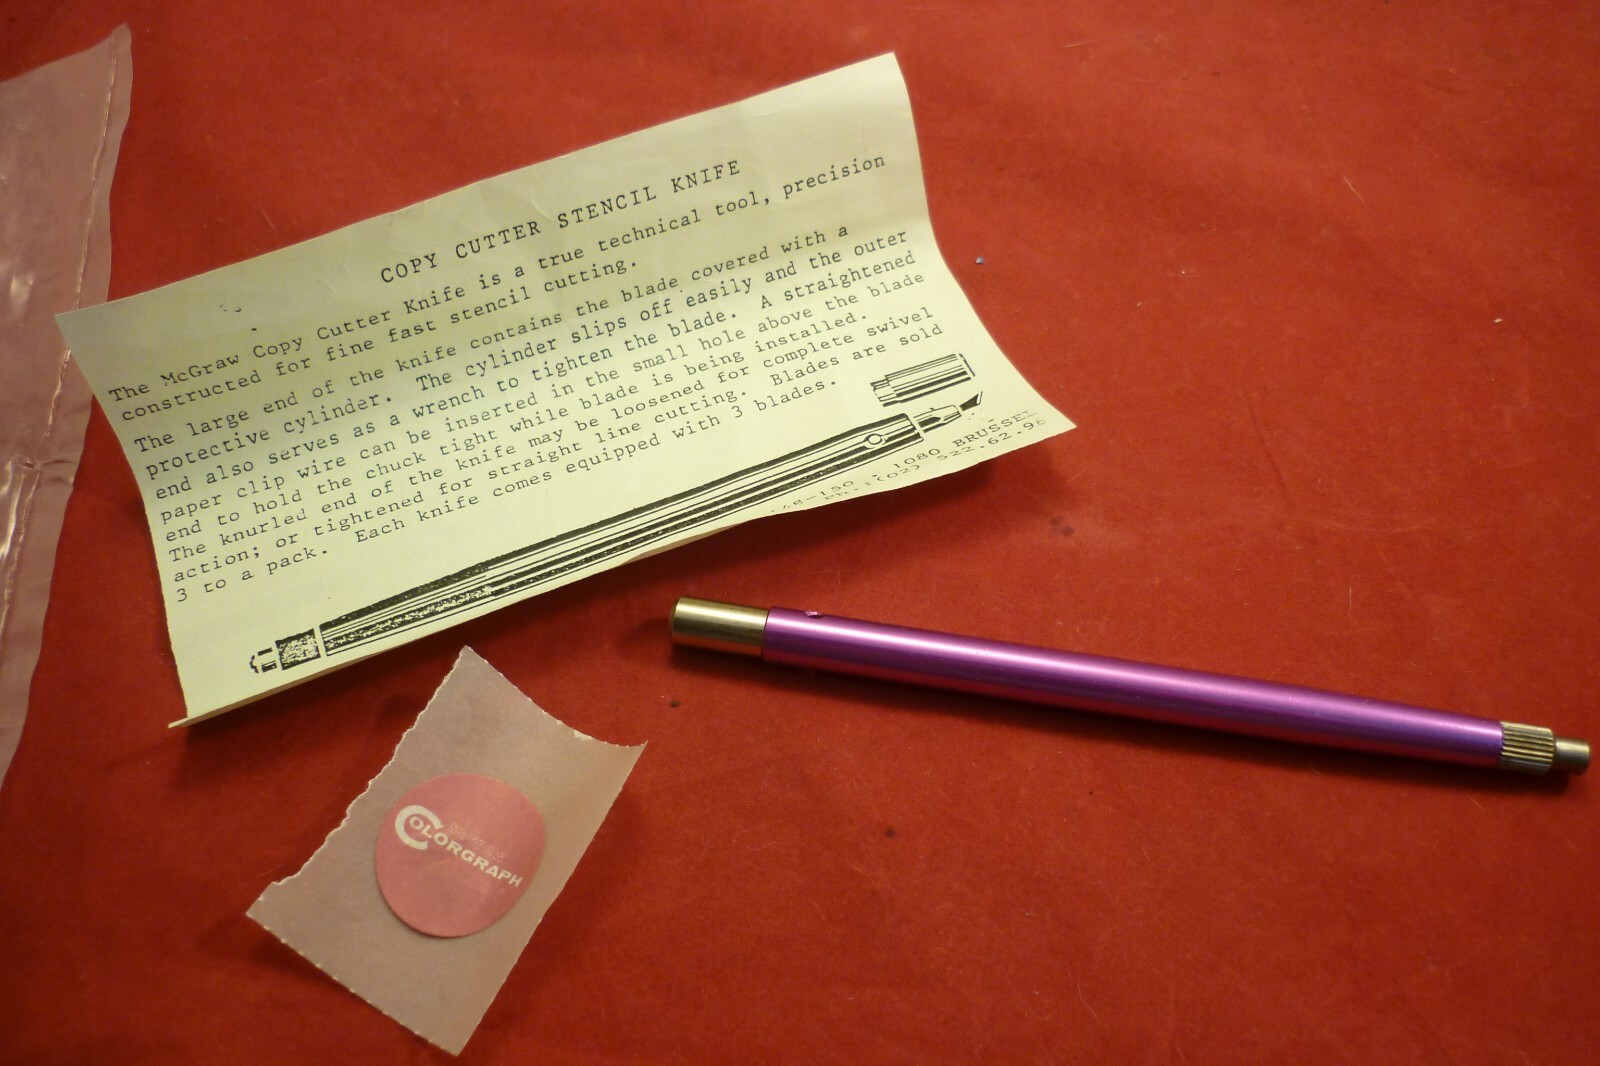 COPY CUTTER STENCIL KNIFE
The McGraw Copy Cutter Knife is a true technical tool, precision
constructed for fine fast stencil cutting.
The large end of the knife contains the blade covered with a
protective cylinder. The cylinder slips off easily and the outer
end also serves as a wrench to tighten the blade. A straightened
paper clip wire can be inserted in the small hole above the blade
end to hold the chuck tight while blade is being installed.
The knurled end of the knife may be loosened for complete swivel
action; or tightened for straight line cutting. Blades are sold
3 to a pack. Each knife comes equipped with 3 blades.
-150 . 1080 BRUSSEL
(02) 522.62.9
COLORGRAPH